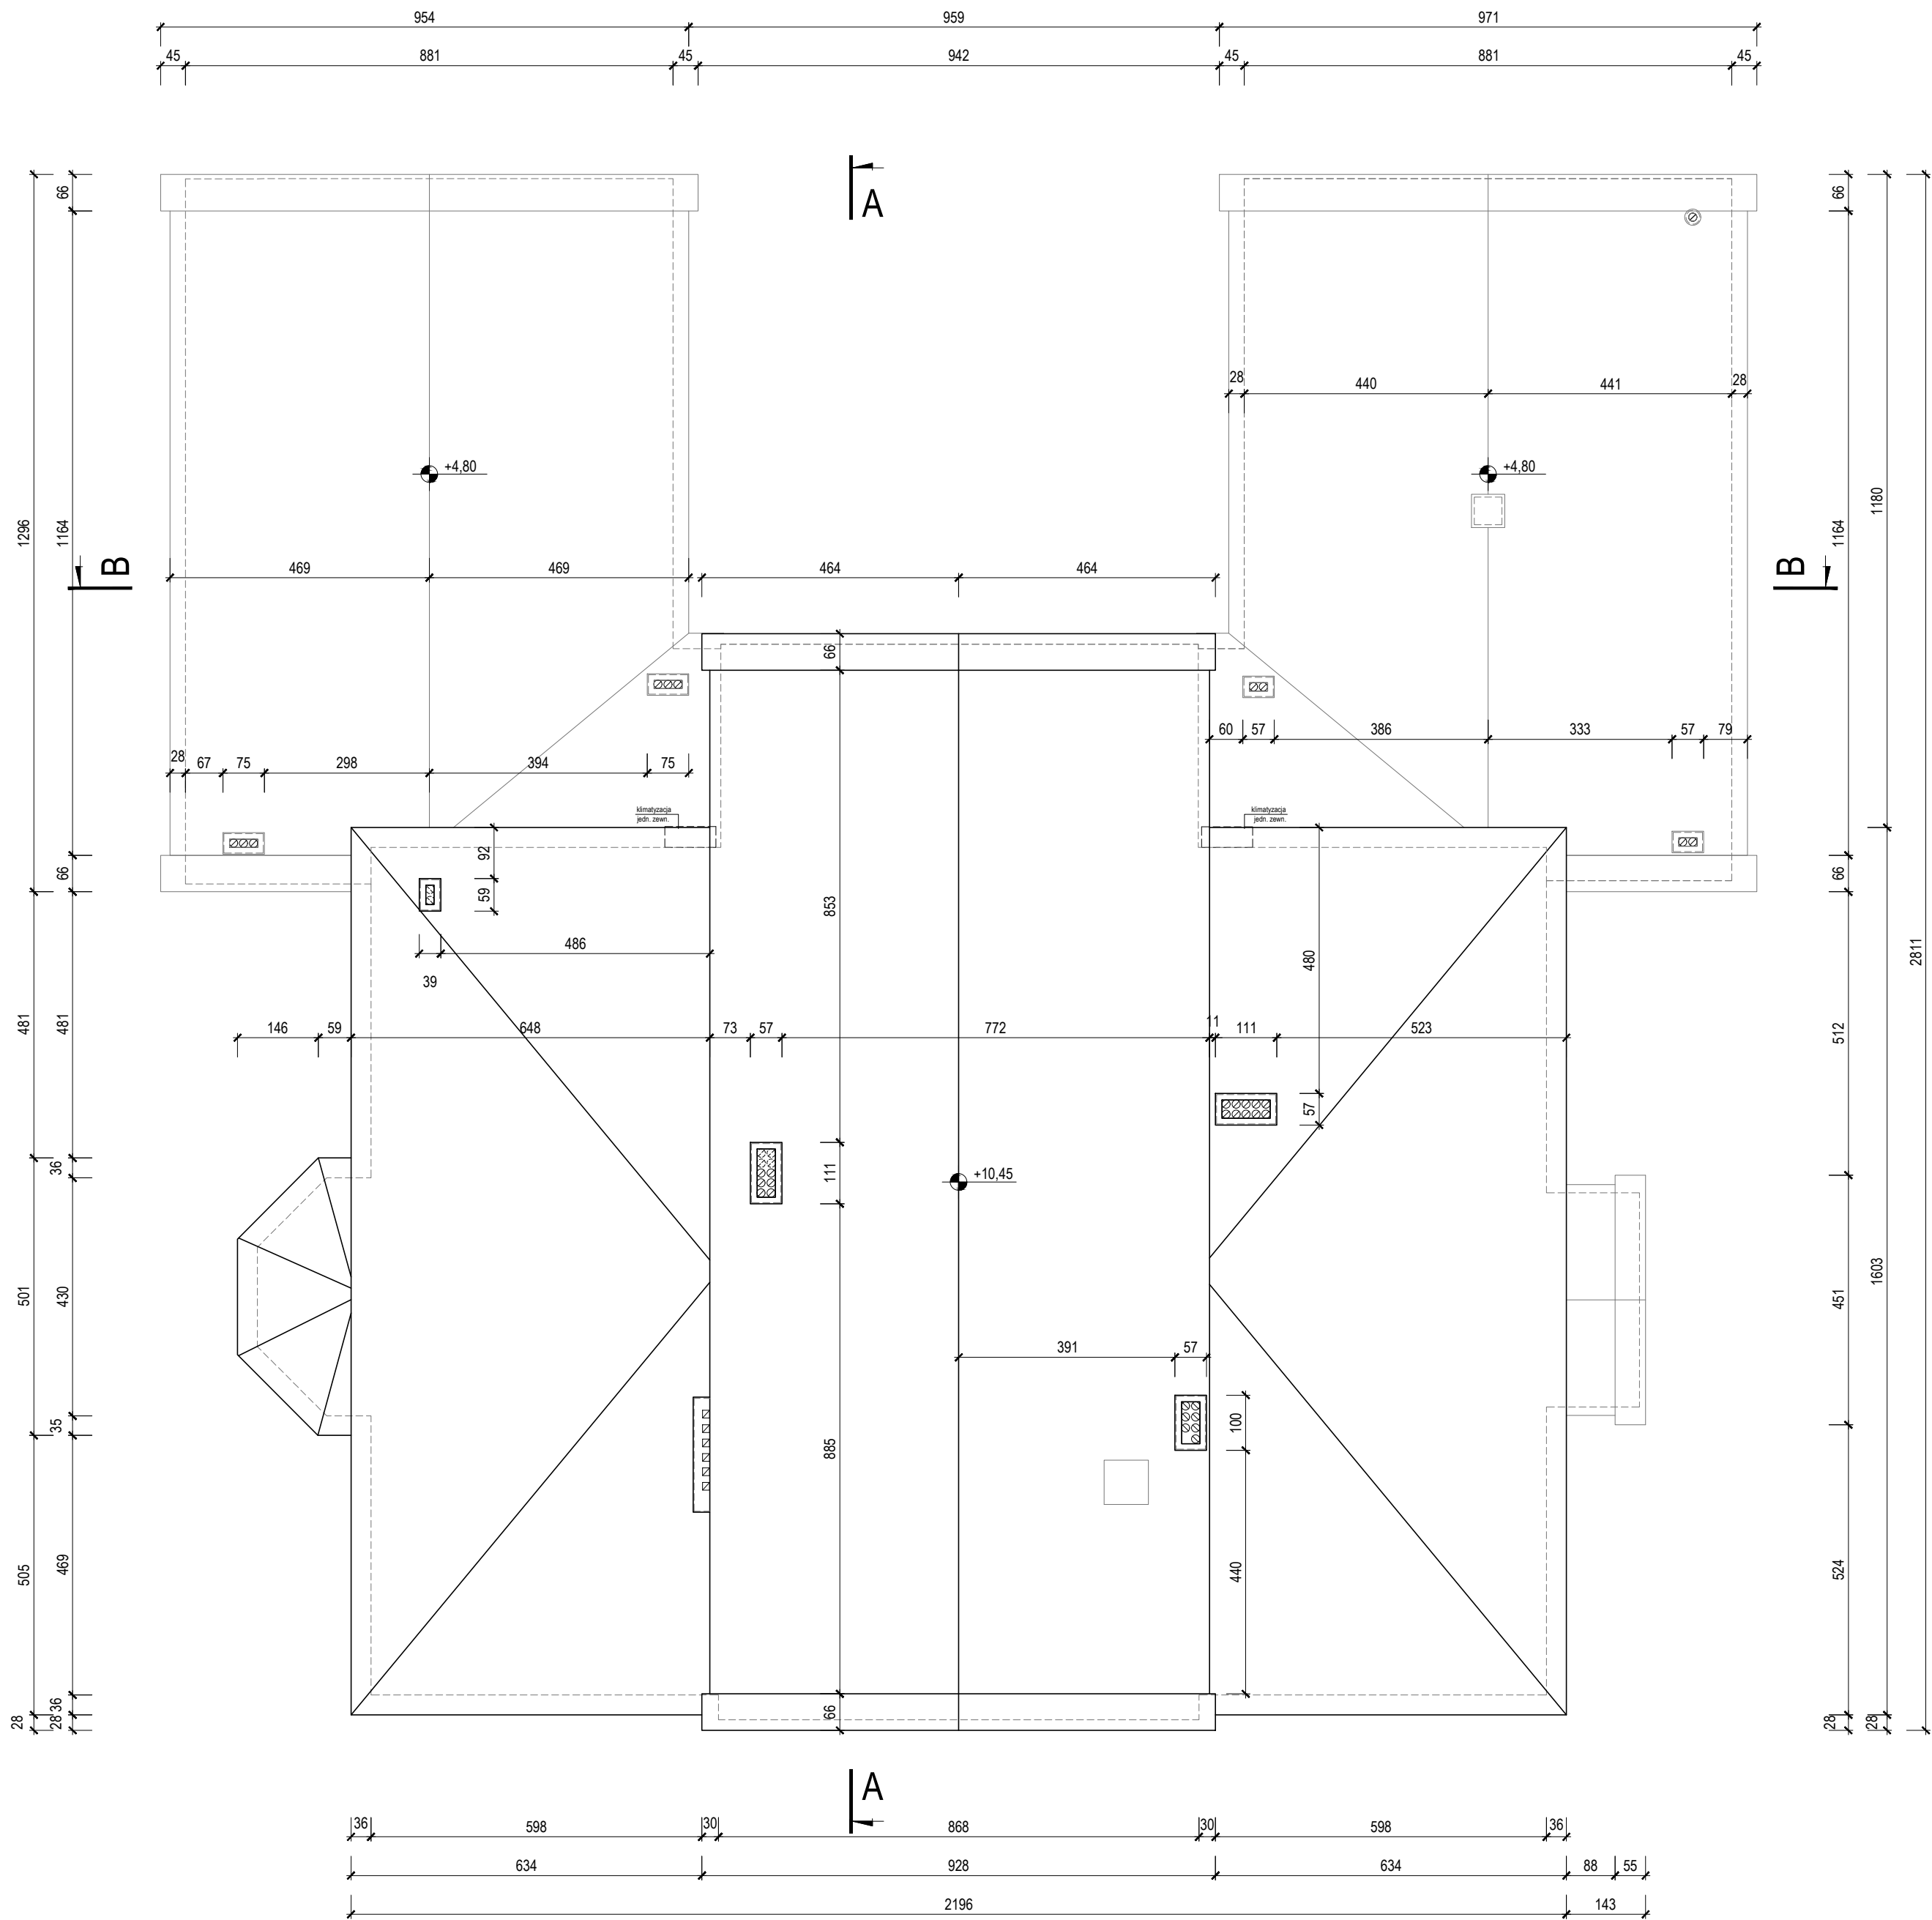 954 959 971
45 881 45 942 45 881 45
A
66 66
28 440 441 28
+4,80 +4,80
1296 1164 1164 1180
B B
469 469 464 464
66
60 57 386 333 57 79
28 67 75 298 394 75
klimatyzacja klimatyzacja
jedn. zewn. jedn. zewn.
92
66 66
59
853
486
480
2811
39
146 59 648 73 57 772 11 111 523
481 481 512
57
36
111
+10,45
501 430 451 1603
391 57
35 100
885
505 469 440 524
36
66
28 28 28 28
A
36 598 30 868 30 598 36
634 928 634 88 55
2196 143